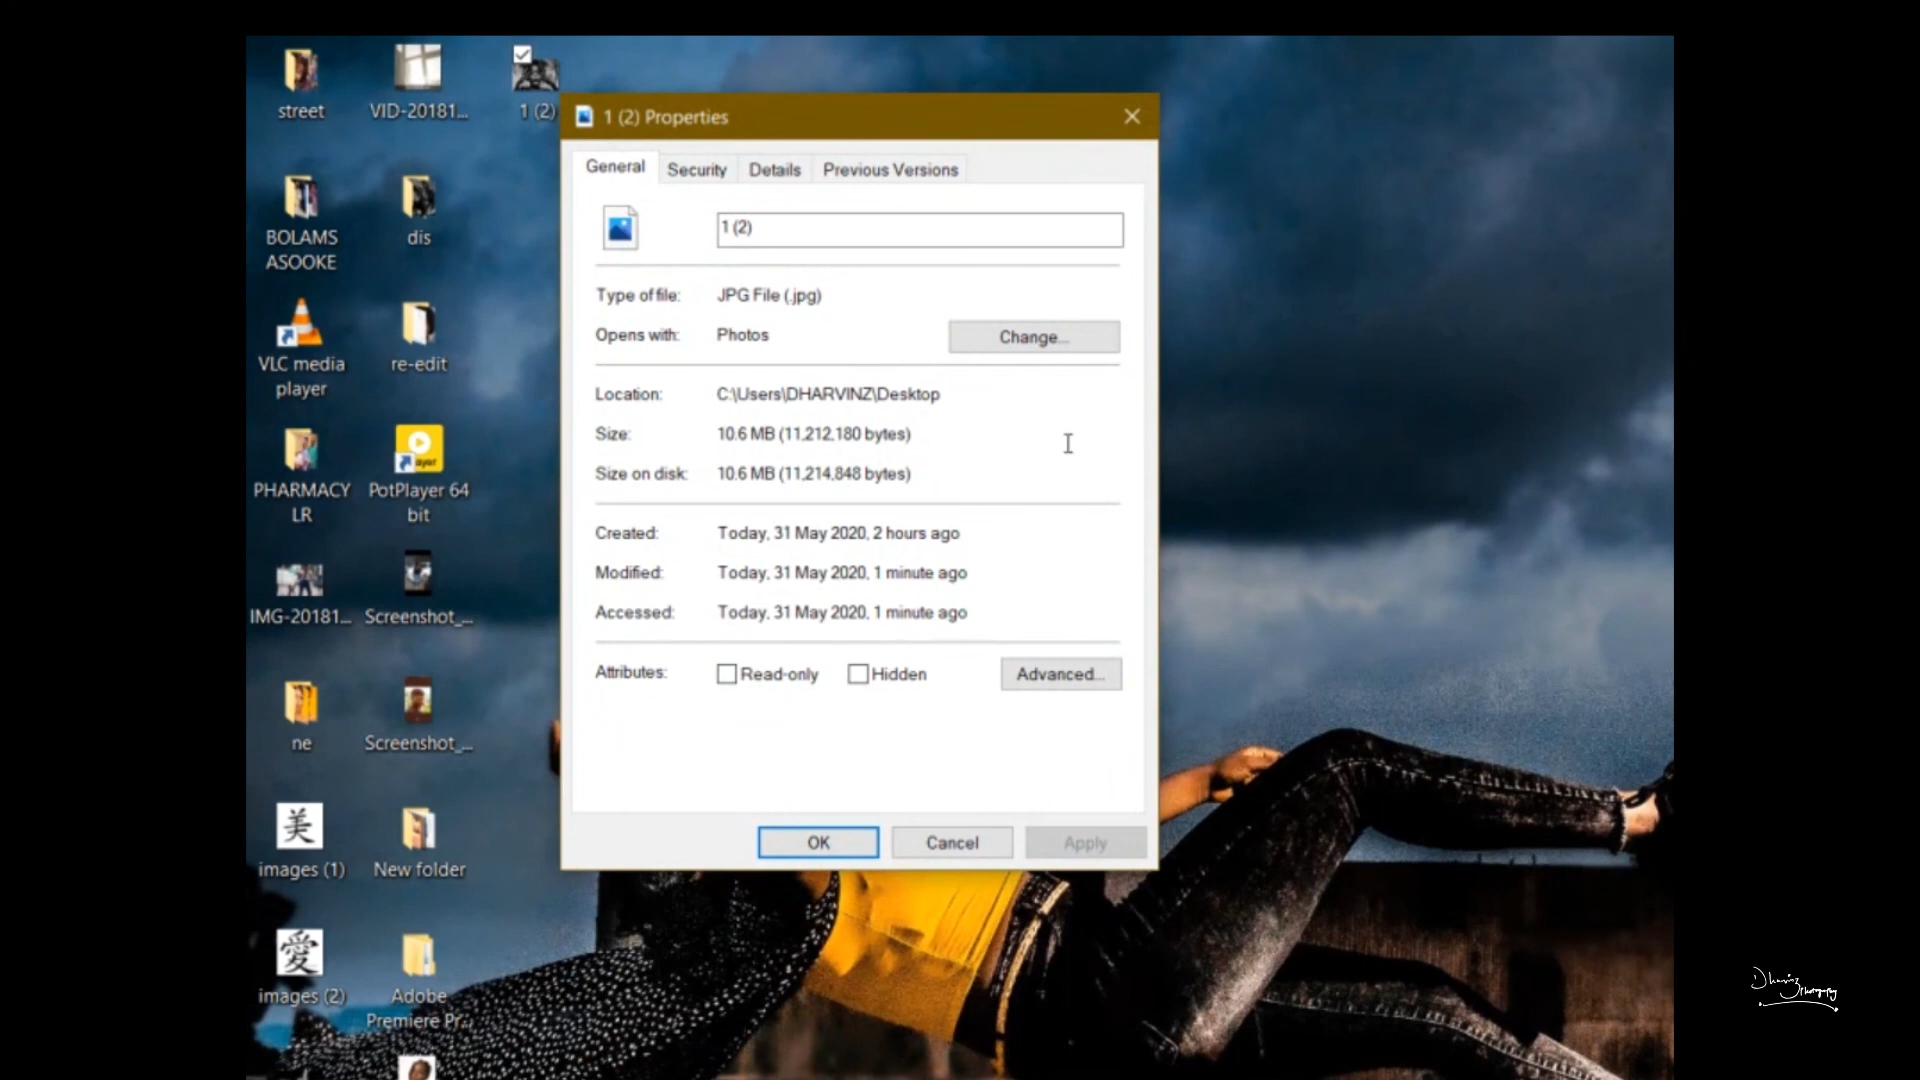 street
VID-20181...
1 (2)
BOLAMS
ASOOKE
dis
VLC media
player
re-edit
PHARMACY
LR
ayer
PotPlayer 64
bit
IMG-20181...
Screenshot_...
ne
Screenshot_...
美
images (1)
New folder
愛
images (2)
Adobe
Premiere Pr...
1 (2) Properties
General
Security
Details
Previous Versions
1 (2)
Type of file: JPG File (.jpg)
Opens with: Photos
Change...
Location: C:\Users\DHARVINZ\Desktop
Size: 10.6 MB (11,212,180 bytes)
Size on disk: 10.6 MB (11,214,848 bytes)
Created: Today, 31 May 2020, 2 hours ago
Modified: Today, 31 May 2020, 1 minute ago
Accessed: Today, 31 May 2020, 1 minute ago
Attributes: Read-only Hidden
Advanced...
OK
Cancel
Apply
Dharvinz
Photography